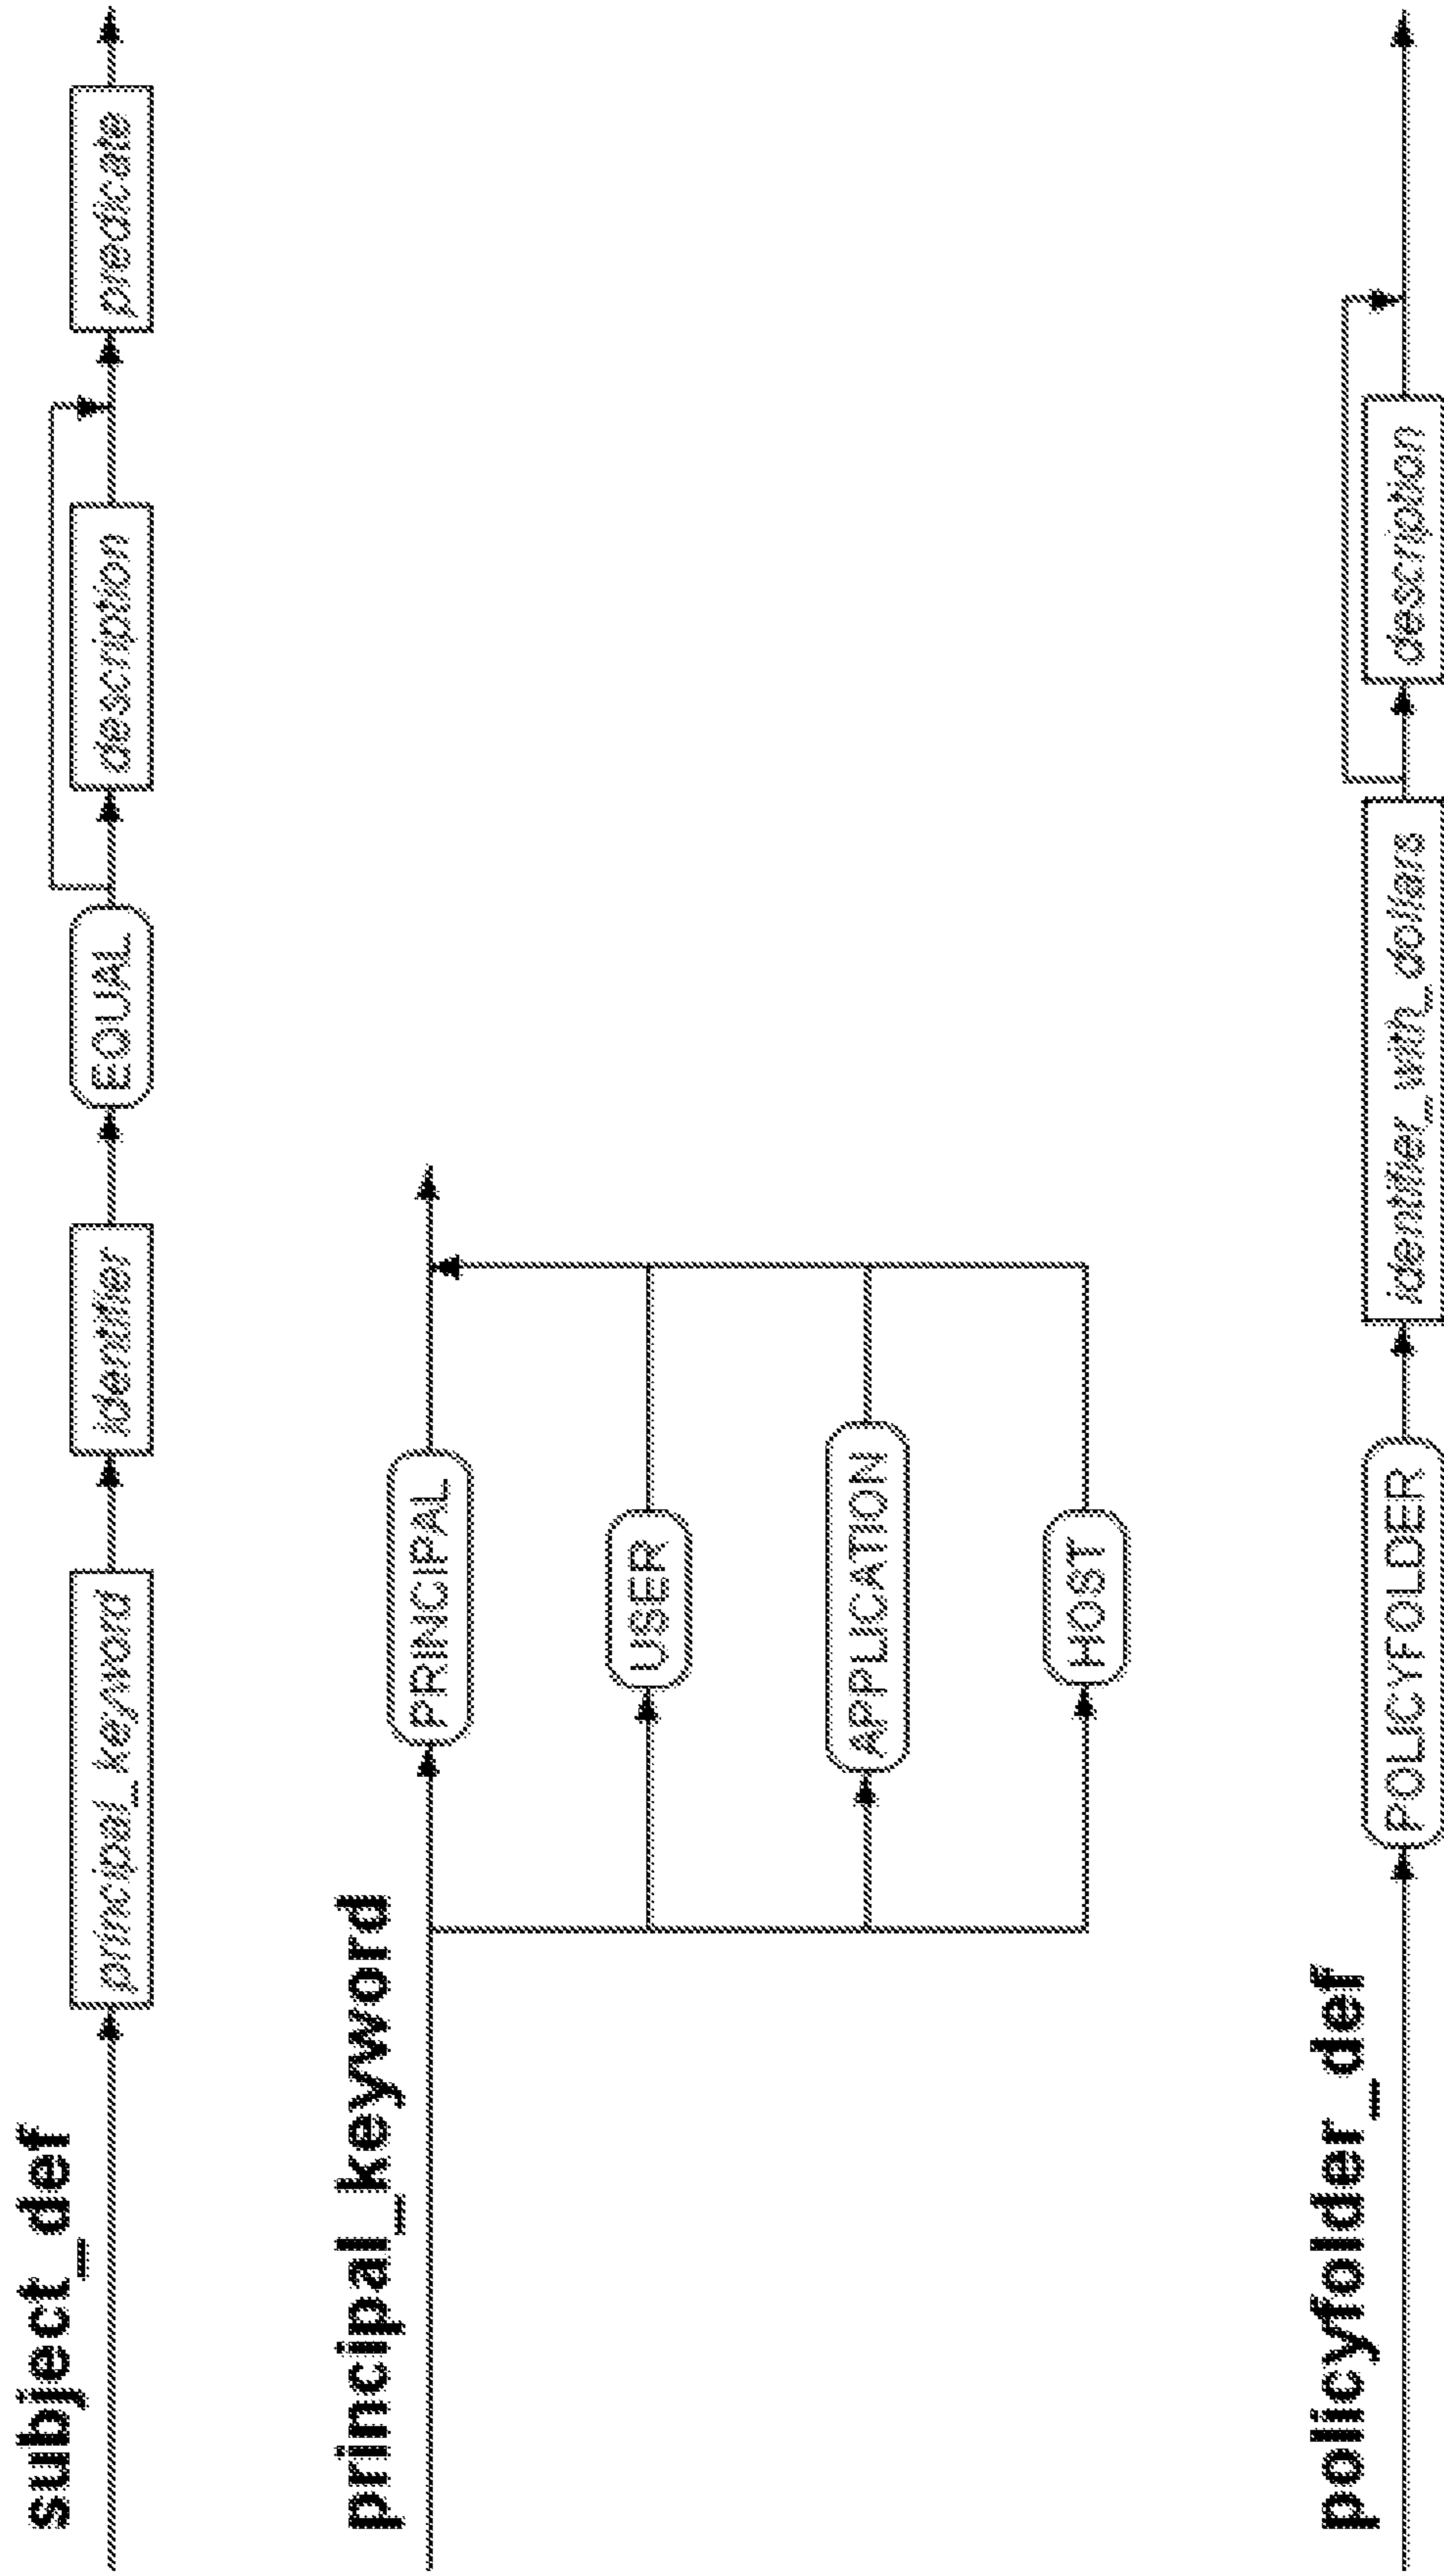 subject_def
principal_keyword identifier EQUAL description predicate
principal_keyword
PRINCIPAL
USER
APPLICATION
HOST
policyfolder_def
POLICYFOLDER identifier_with_dollars description